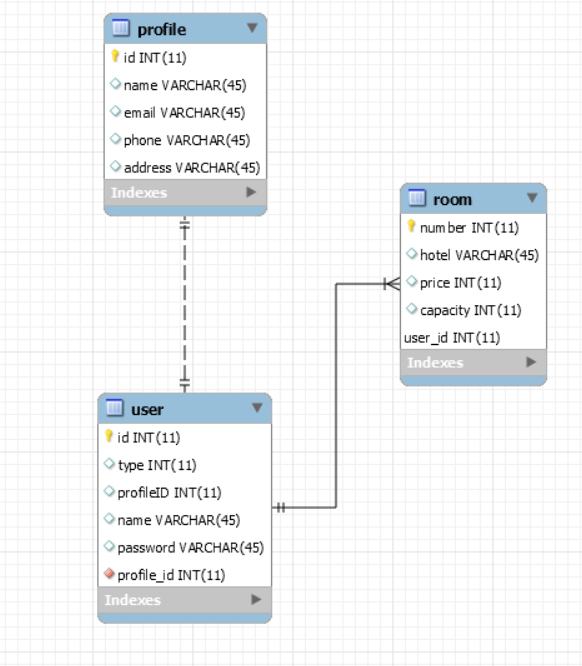 profile
id INT(11)
name VARCHAR(45)
email VARCHAR(45)
phone VARCHAR(45)
address VARCHAR(45)
Indexes
room
number INT(11)
hotel VARCHAR(45)
price INT(11)
capacity INT(11)
user_id INT(11)
Indexes
user
id INT(11)
type INT(11)
profileID INT(11)
name VARCHAR(45)
password VARCHAR(45)
profile_id INT(11)
Indexes